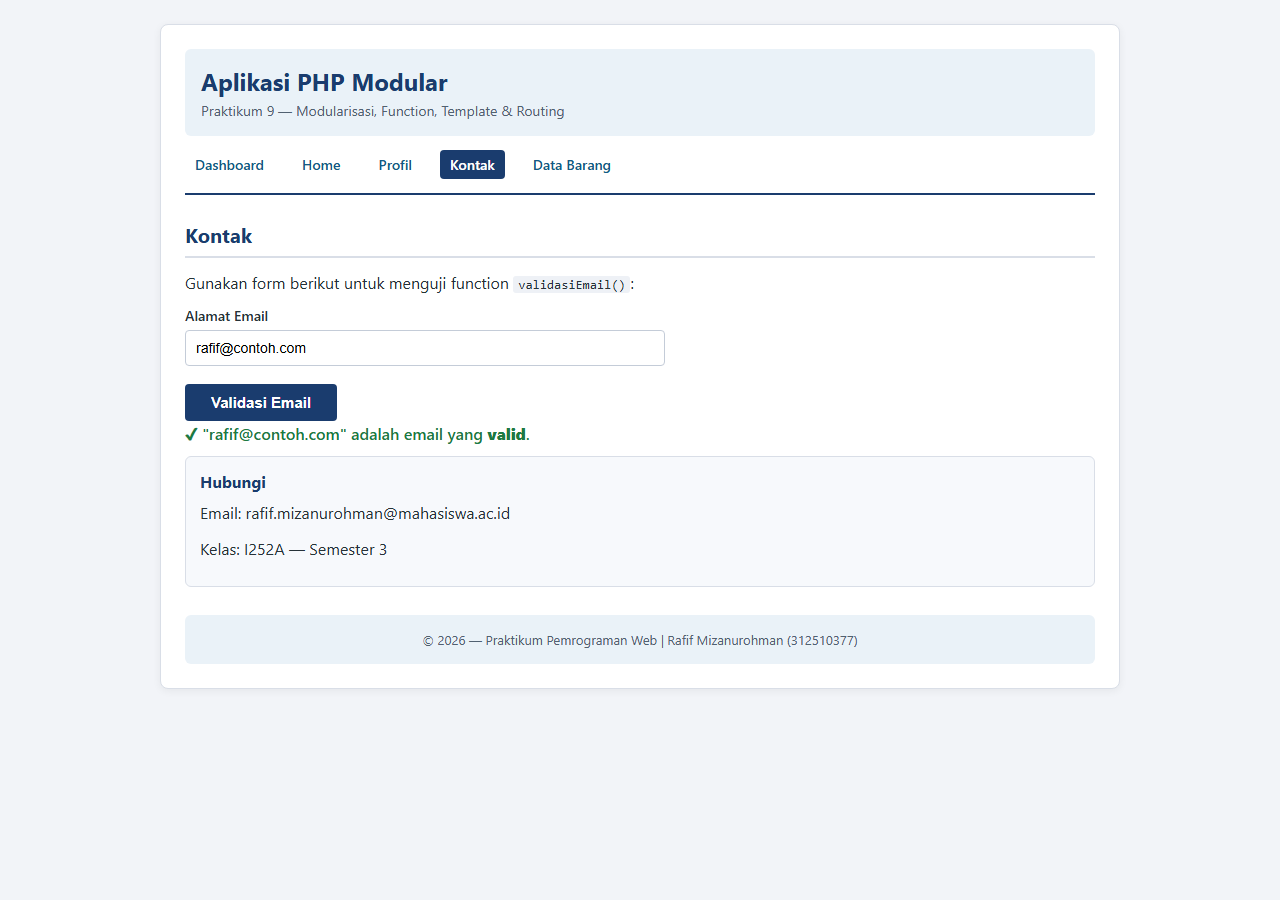 Aplikasi PHP Modular
Praktikum 9 — Modularisasi, Function, Template & Routing
Dashboard Home Profil Kontak Data Barang
Kontak
Gunakan form berikut untuk menguji function validasiEmail() :
Alamat Email
rafif@contoh.com
Validasi Email
✔ "rafif@contoh.com" adalah email yang valid.
Hubungi
Email: rafif.mizanurohman@mahasiswa.ac.id
Kelas: I252A — Semester 3
© 2026 — Praktikum Pemrograman Web | Rafif Mizanurohman (312510377)